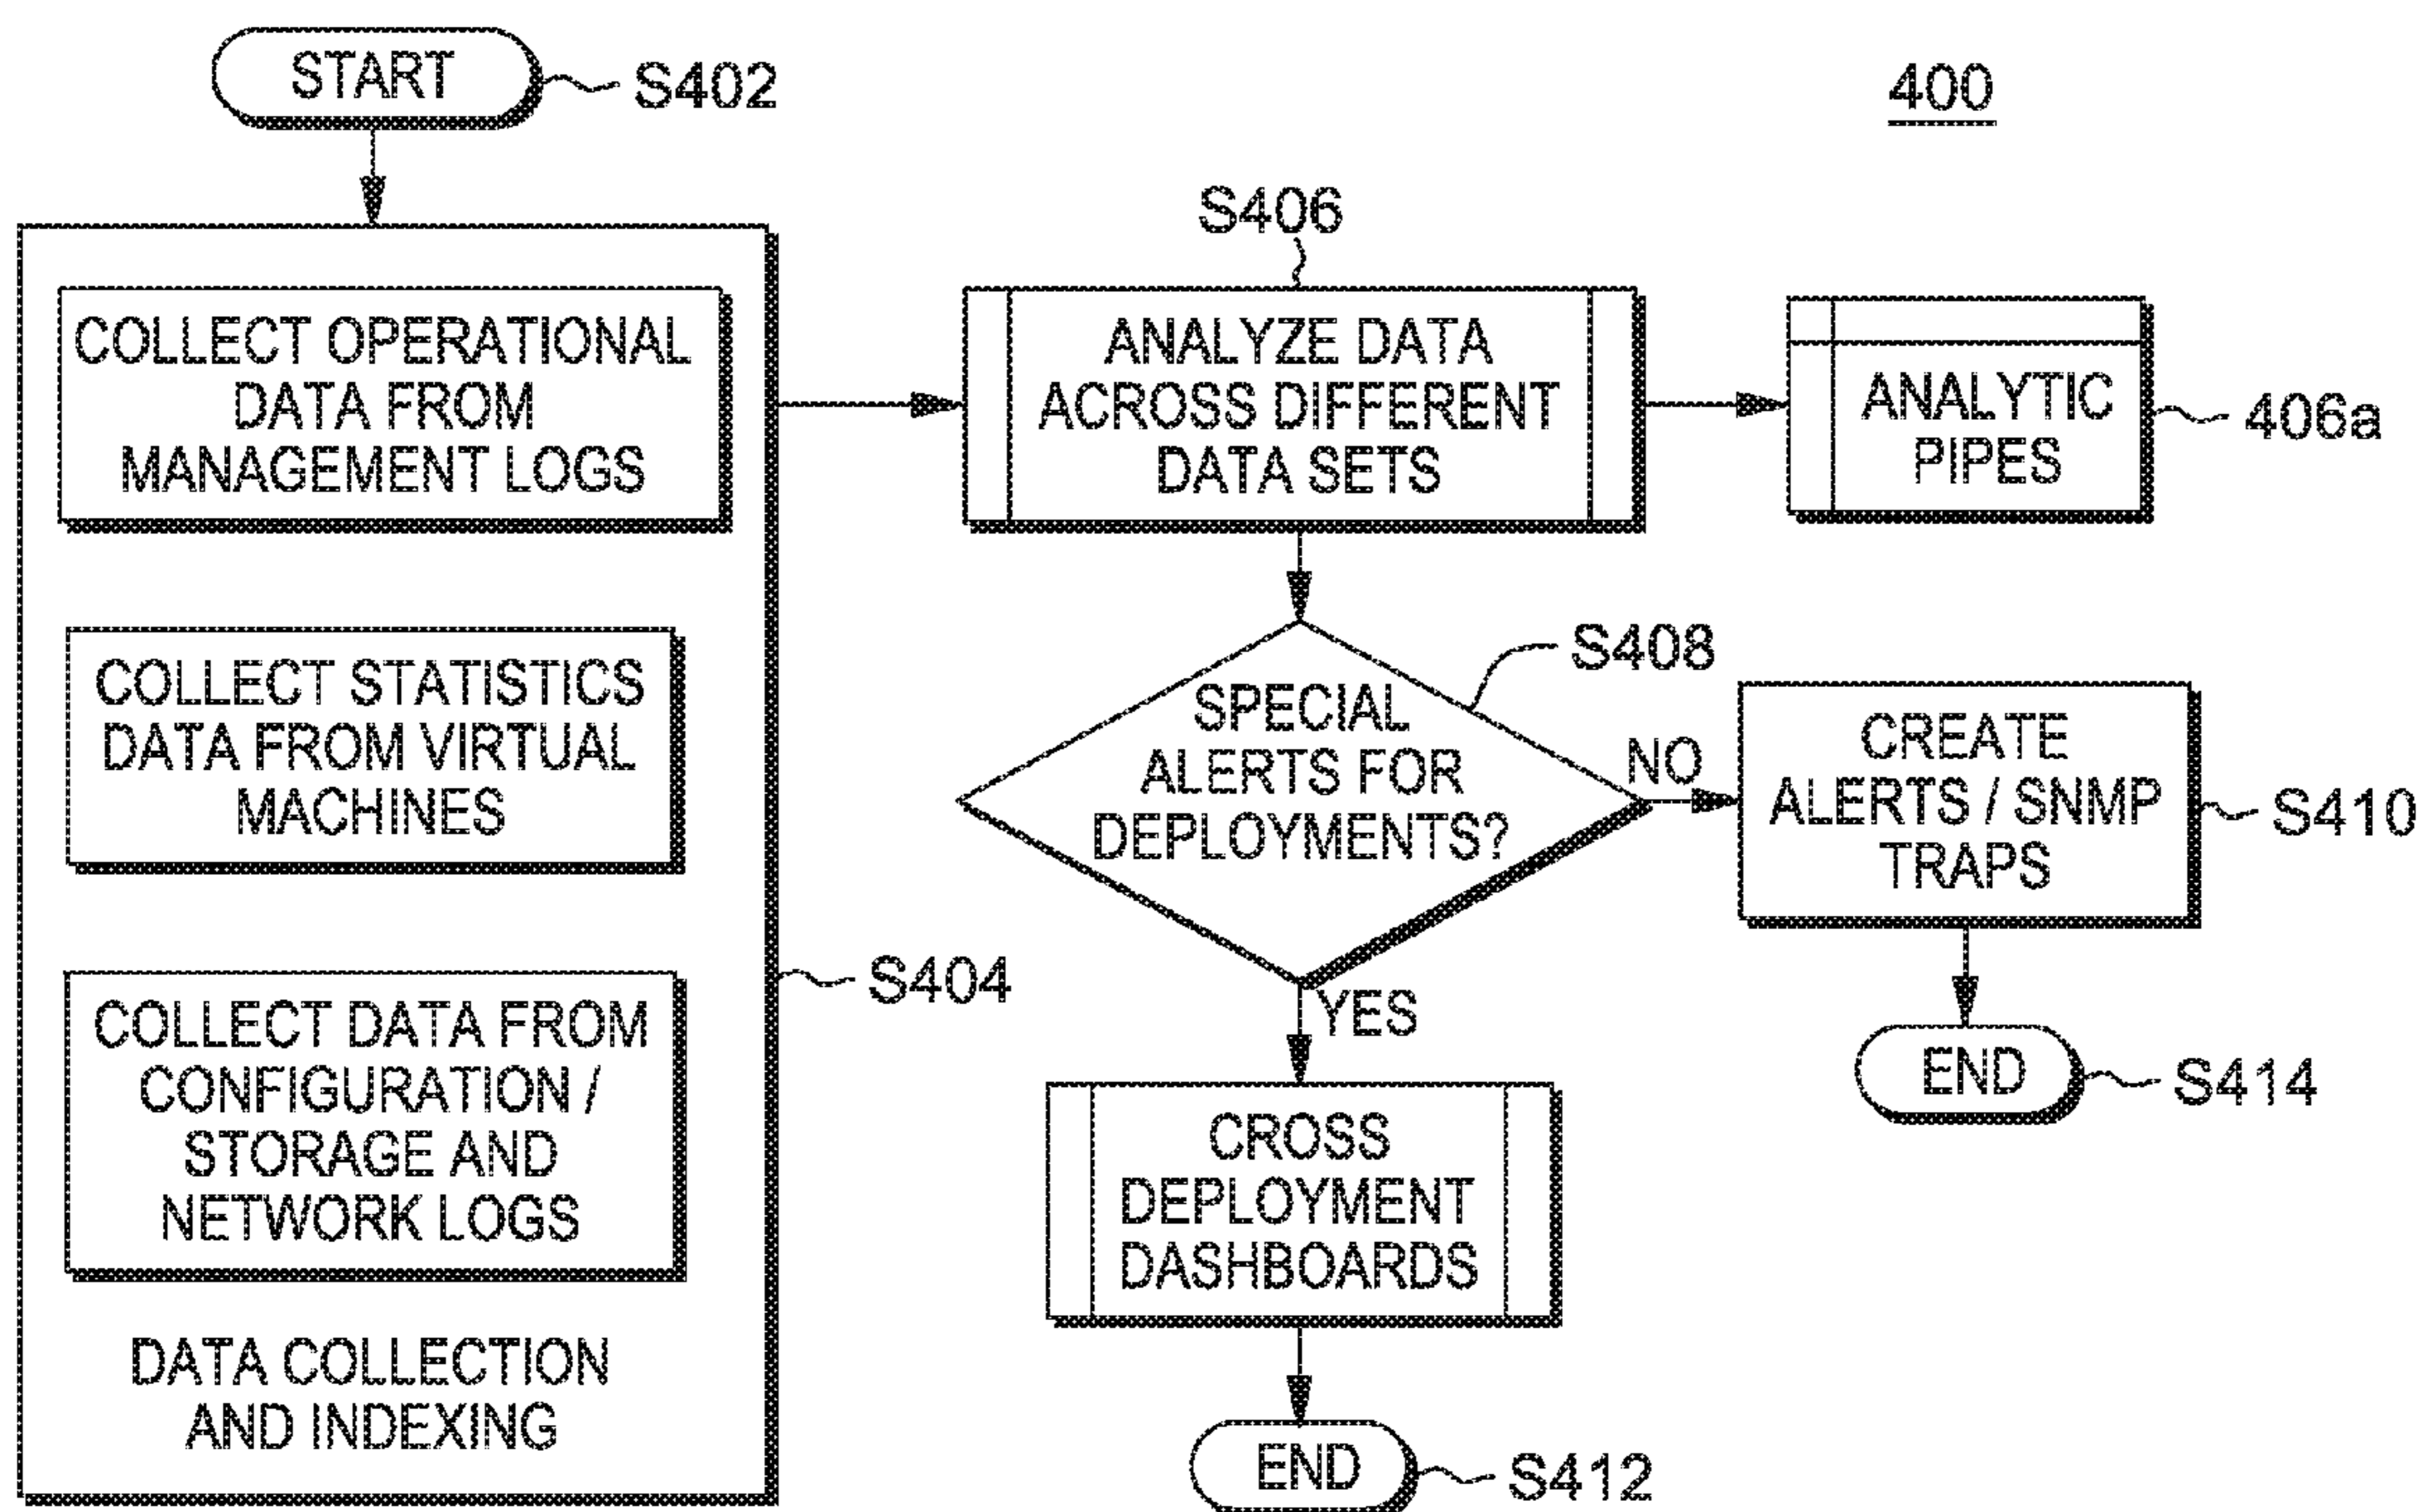 START
S402
400
COLLECT OPERATIONAL
DATA FROM
MANAGEMENT LOGS
COLLECT STATISTICS
DATA FROM VIRTUAL
MACHINES
COLLECT DATA FROM
CONFIGURATION /
STORAGE AND
NETWORK LOGS
DATA COLLECTION
AND INDEXING
S404
S406
ANALYZE DATA
ACROSS DIFFERENT
DATA SETS
ANALYTIC
PIPES
406a
SPECIAL
ALERTS FOR
DEPLOYMENTS?
S408
NO
CREATE
ALERTS / SNMP
TRAPS
S410
END
S414
YES
CROSS
DEPLOYMENT
DASHBOARDS
END
S412